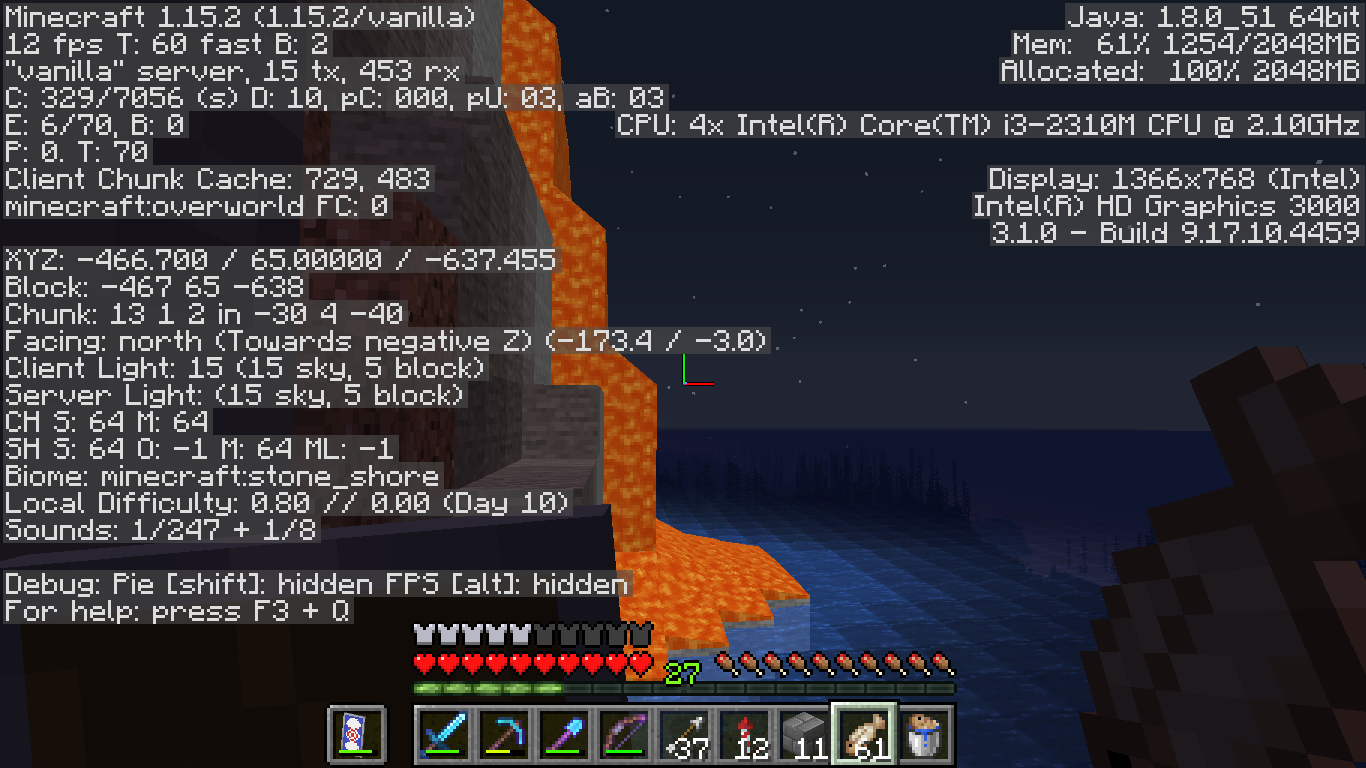 Minecraft 1.15.2 (1.15.2/vanilla)
12 fps T: 60 fast B: 2
"vanilla" server, 15 tx, 453 rx
C: 329/7056 (s) D: 10, pC: 000, pU: 03, aB: 03
E: 6/70, B: 0
P: 0. T: 70
Client Chunk Cache: 729, 483
minecraft:overworld FC: 0
XYZ: -466.700 / 65.00000 / -637.455
Block: -467 65 -638
Chunk: 13 1 2 in -30 4 -40
Facing: north (Towards negative Z) (-173.4 / -3.0)
Client Light: 15 (15 sky, 5 block)
Server Light: (15 sky, 5 block)
CH S: 64 M: 64
SH S: 64 O: -1 M: 64 ML: -1
Biome: minecraft:stone_shore
Local Difficulty: 0.80 // 0.00 (Day 10)
Sounds: 1/247 + 1/8
Debug: Pie [shift]: hidden FPS [alt]: hidden
For help: press F3 + Q
Java: 1.8.0_51 64bit
Mem: 61% 1254/2048MB
Allocated: 100% 2048MB
CPU: 4x Intel(R) Core(TM) i3-2310M CPU @ 2.10GHz
Display: 1366x768 (Intel)
Intel(R) HD Graphics 3000
3.1.0 - Build 9.17.10.4459
27
37 12 11 61